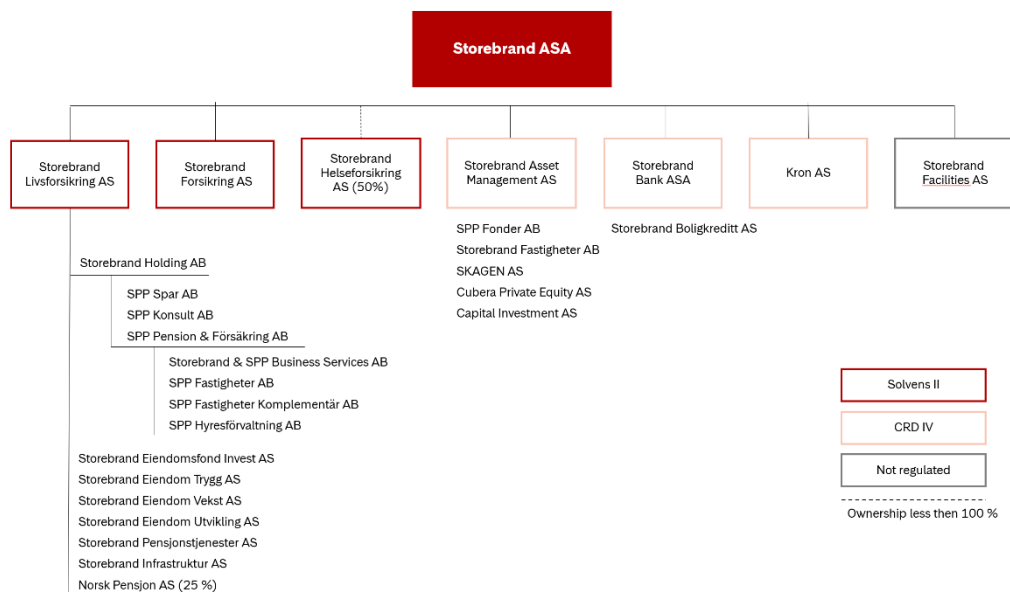 Storebrand ASA
Storebrand
Livsforsikring AS
Storebrand
Forsikring AS
Storebrand
Helseforsikring
AS (50%)
Storebrand Asset
Management AS
Storebrand
Bank ASA
Kron AS
Storebrand
Facilities AS
SPP Fonder AB
Storebrand Fastigheter AB
SKAGEN AS
Cubera Private Equity AS
Capital Investment AS
Storebrand Boligkreditt AS
Storebrand Holding AB
SPP Spar AB
SPP Konsult AB
SPP Pension & Försäkring AB
Storebrand & SPP Business Services AB
SPP Fastigheter AB
SPP Fastigheter Komplementär AB
SPP Hyresförvaltning AB
Storebrand Eiendomsfond Invest AS
Storebrand Eiendom Trygg AS
Storebrand Eiendom Vekst AS
Storebrand Eiendom Utvikling AS
Storebrand Pensjonstjenester AS
Storebrand Infrastruktur AS
Norsk Pensjon AS (25 %)
Solvens II
CRD IV
Not regulated
Ownership less then 100 %